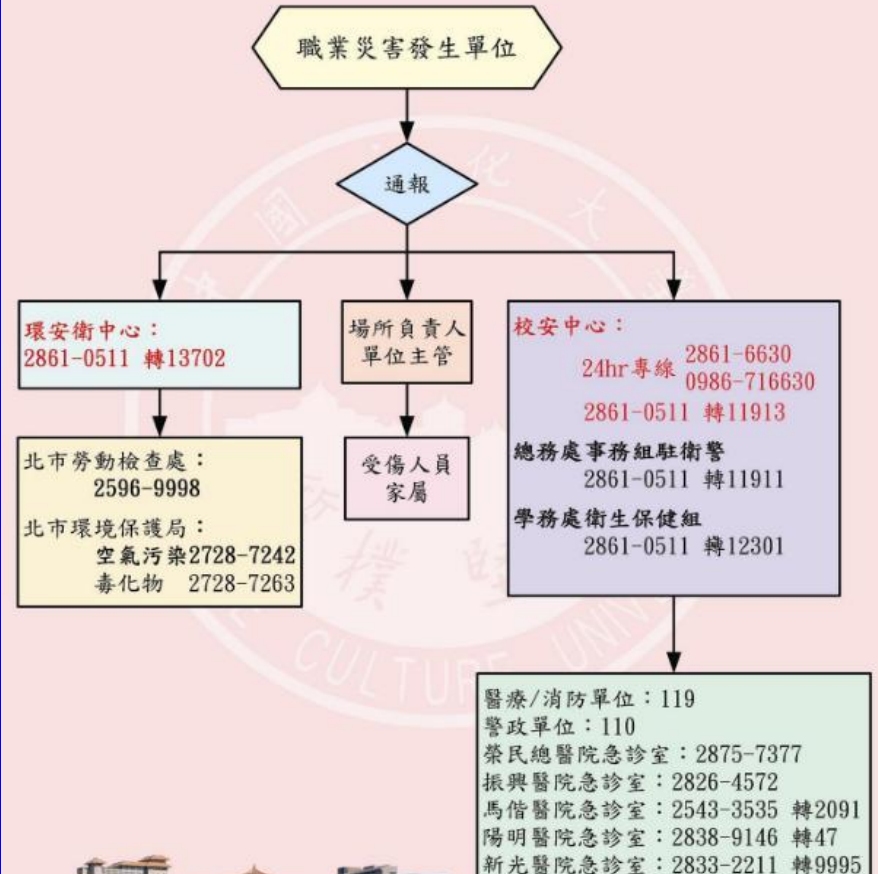 職業災害發生單位
通報
環安衛中心：
2861-0511 轉13702
場所負責人
單位主管
校安中心：
24hr專線 2861-6630
0986-716630
2861-0511 轉11913
總務處事務組駐衛警
2861-0511 轉11911
學務處衛生保健組
2861-0511 轉12301
北市勞動檢查處：
2596-9998
北市環境保護局：
空氣污染2728-7242
毒化物 2728-7263
受傷人員
家屬
醫療/消防單位：119
警政單位：110
榮民總醫院急診室：2875-7377
振興醫院急診室：2826-4572
馬偕醫院急診室：2543-3535 轉2091
陽明醫院急診室：2838-9146 轉47
新光醫院急診室：2833-2211 轉9995
CULTURE UNIV